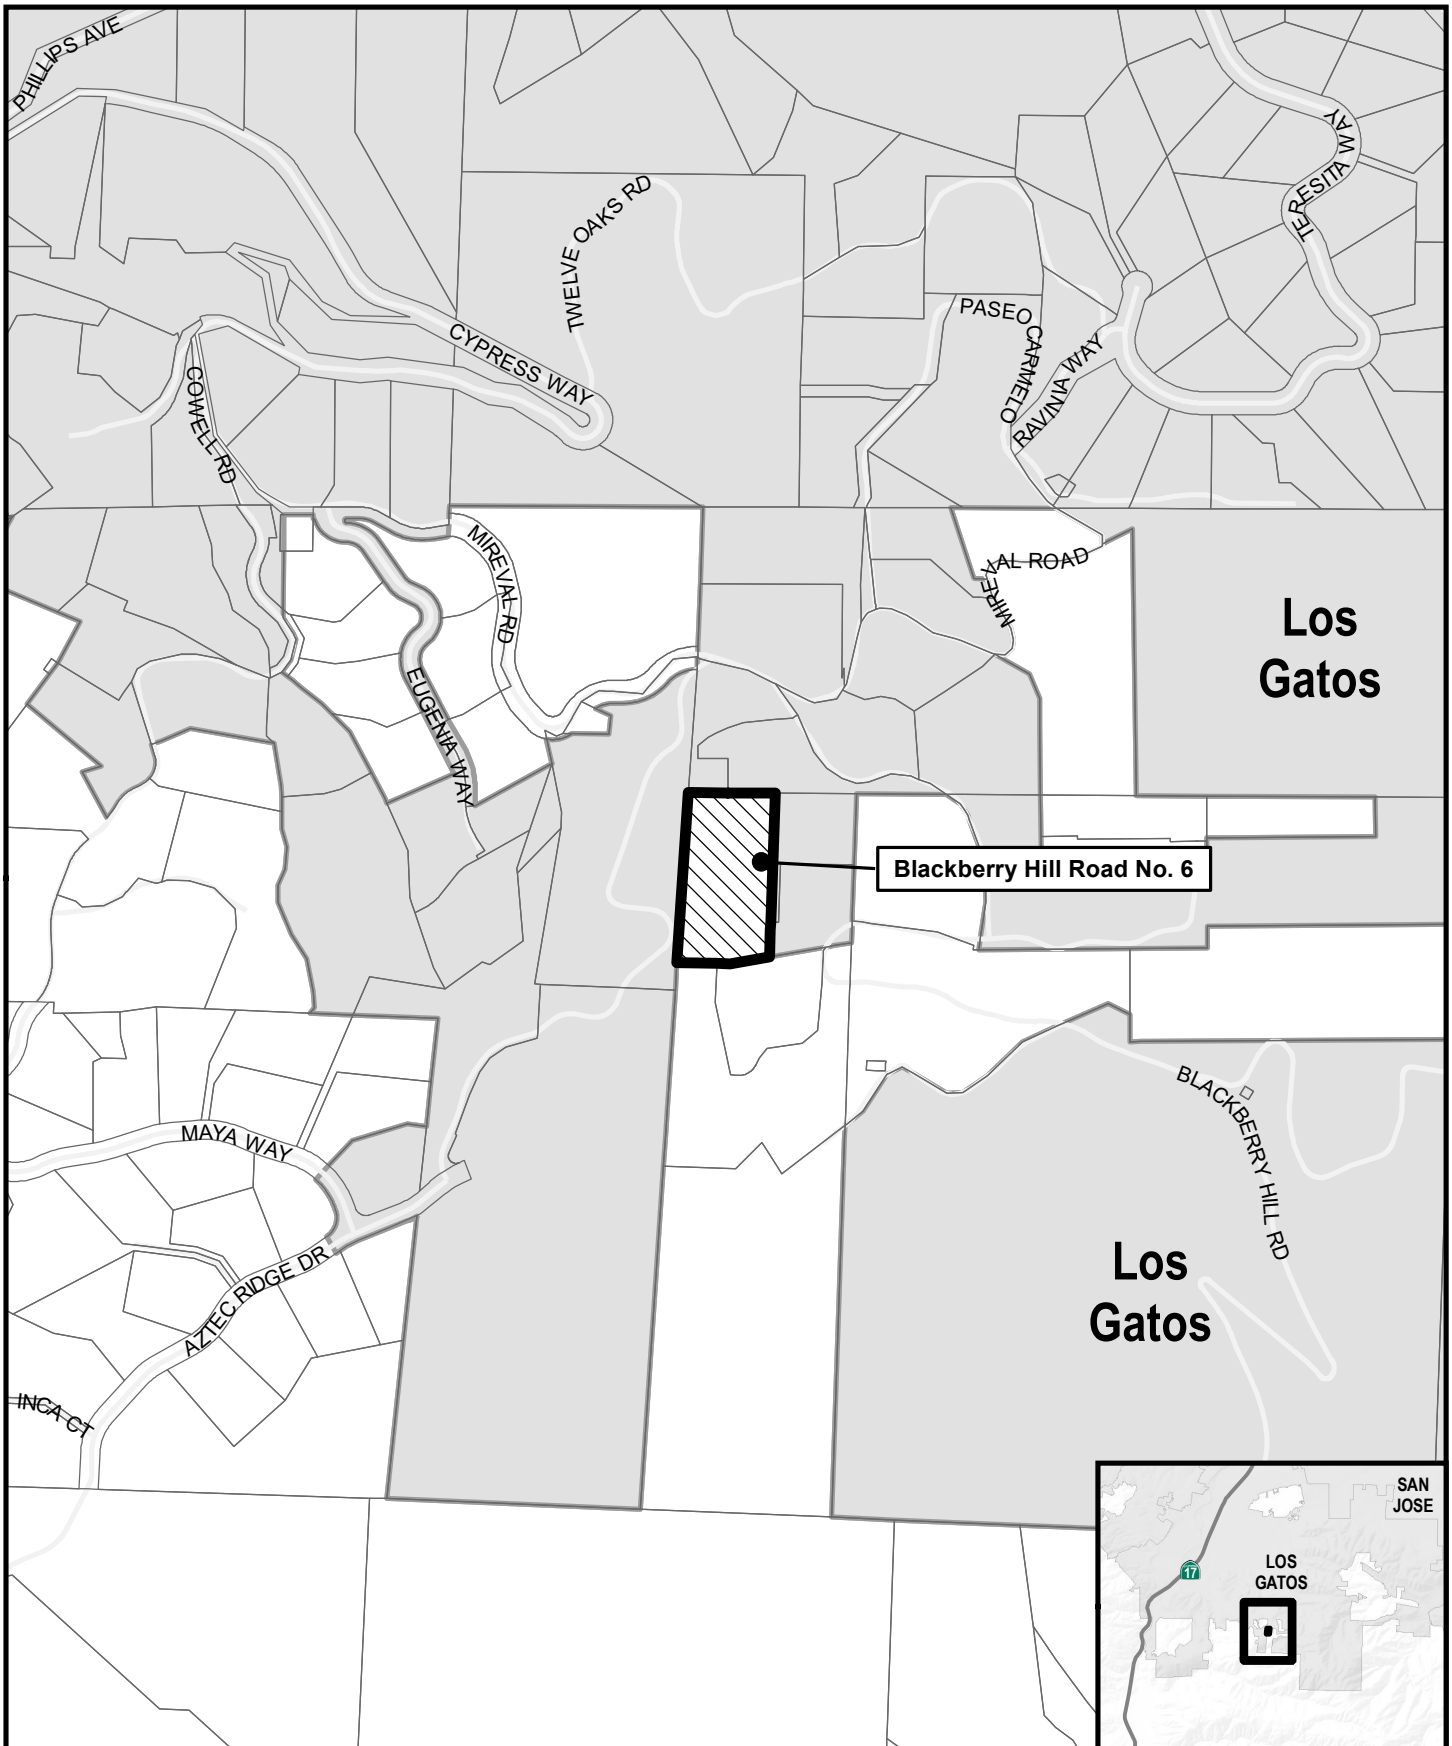 PHILLIPS AVE
TERESITA WAY
TWELVE OAKS RD
PASEO CARMELO
CYPRESS WAY
RAVINIA WAY
COWELL RD
MIREVAL RD
MIREVAL ROAD
Los
Gatos
EUGENIA WAY
Blackberry Hill Road No. 6
BLACKBERRY HILL RD
MAYA WAY
Los
Gatos
AZTEC RIDGE DR
INCA CT
SAN
JOSE
LOS
GATOS
17